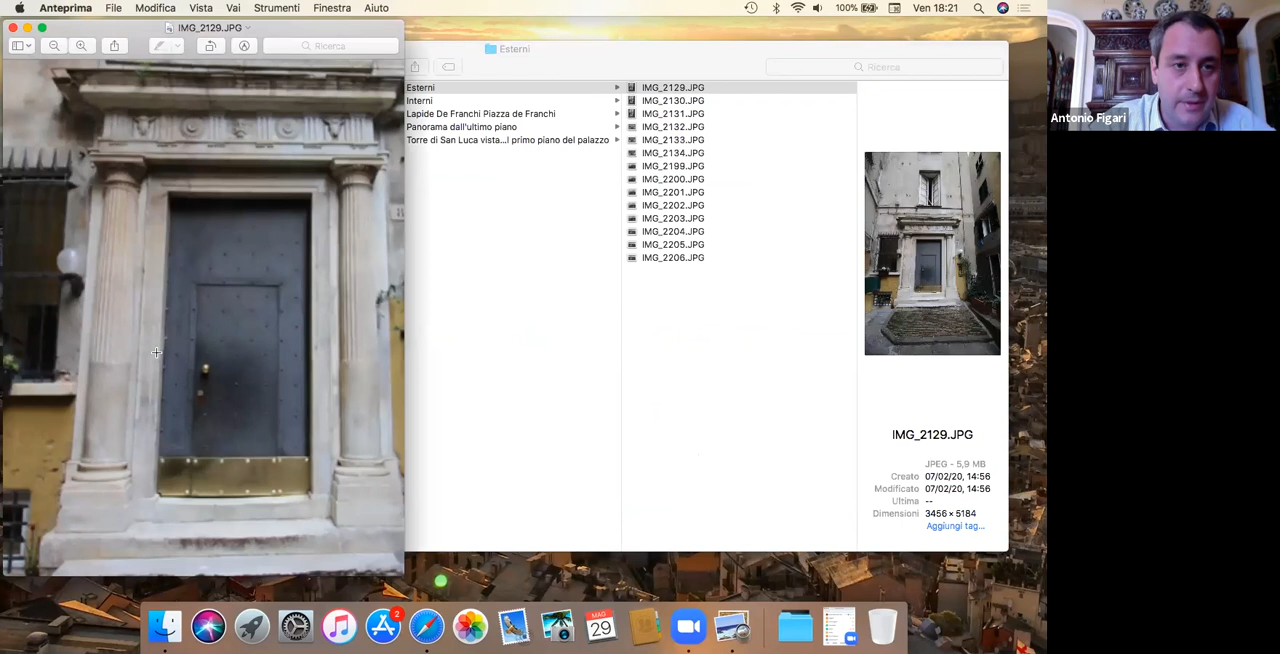 Anteprima File Modifica Vista Vai Strumenti Finestra Aiuto 100% Ven 18:21
IMG_2129.JPG
Ricerca
Esterni
Ricerca
Esterni
Interni
Lapide De Franchi Piazza de Franchi
Panorama dall'ultimo piano
Torre di San Luca vista...l primo piano del palazzo
IMG_2129.JPG
IMG_2130.JPG
IMG_2131.JPG
IMG_2132.JPG
IMG_2133.JPG
IMG_2134.JPG
IMG_2199.JPG
IMG_2200.JPG
IMG_2201.JPG
IMG_2202.JPG
IMG_2203.JPG
IMG_2204.JPG
IMG_2205.JPG
IMG_2206.JPG
IMG_2129.JPG
JPEG - 5,9 MB
Creato 07/02/20, 14:56
Modificato 07/02/20, 14:56
Ultima --
Dimensioni 3456 × 5184
Aggiungi tag...
Antonio Figari
2
MAG
29